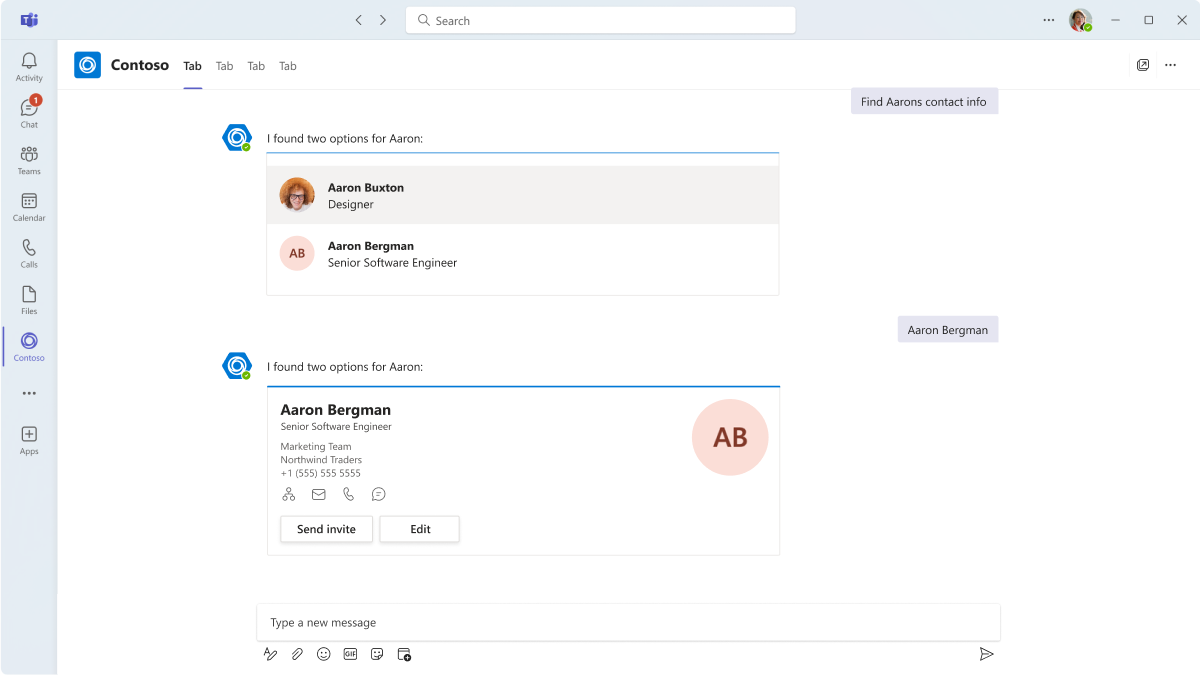 Search
Activity
1
Chat
Teams
Calendar
Calls
Files
Contoso
Apps
Contoso Tab Tab Tab Tab
Find Aarons contact info
I found two options for Aaron:
Aaron Buxton
Designer
AB
Aaron Bergman
Senior Software Engineer
Aaron Bergman
I found two options for Aaron:
Aaron Bergman
Senior Software Engineer
Marketing Team
Northwind Traders
+1 (555) 555 5555
AB
Send invite Edit
Type a new message
GIF